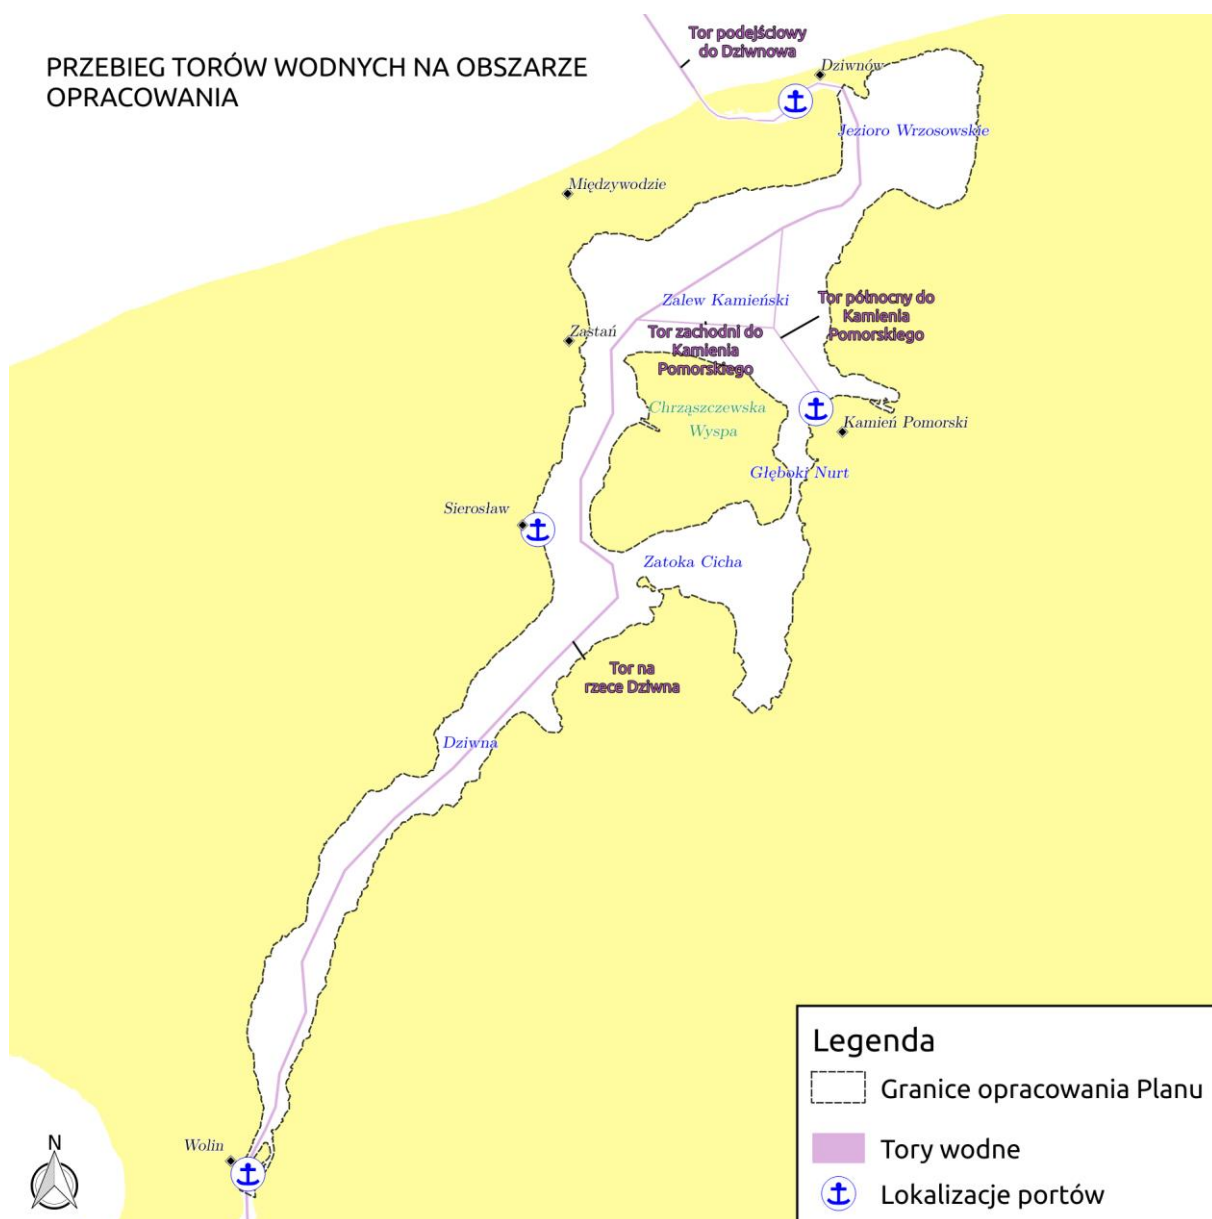 PRZEBIEG TORÓW WODNYCH NA OBSZARZE
OPRACOWANIA
Tor podejściowy
do Dziwnowa
Dziwnów
Jezioro Wrzosowskie
Międzywodzie
Zalew Kamieński
Tor północny do
Kamienia
Pomorskiego
Zastań
Tor zachodni do
Kamienia
Pomorskiego
Chrząszczewska
Wyspa
Kamień Pomorski
Głęboki Nurt
Sierosław
Zatoka Cicha
Tor na
rzece Dziwna
Dziwna
Wolin
N
Legenda
Granice opracowania Planu
Tory wodne
Lokalizacje portów